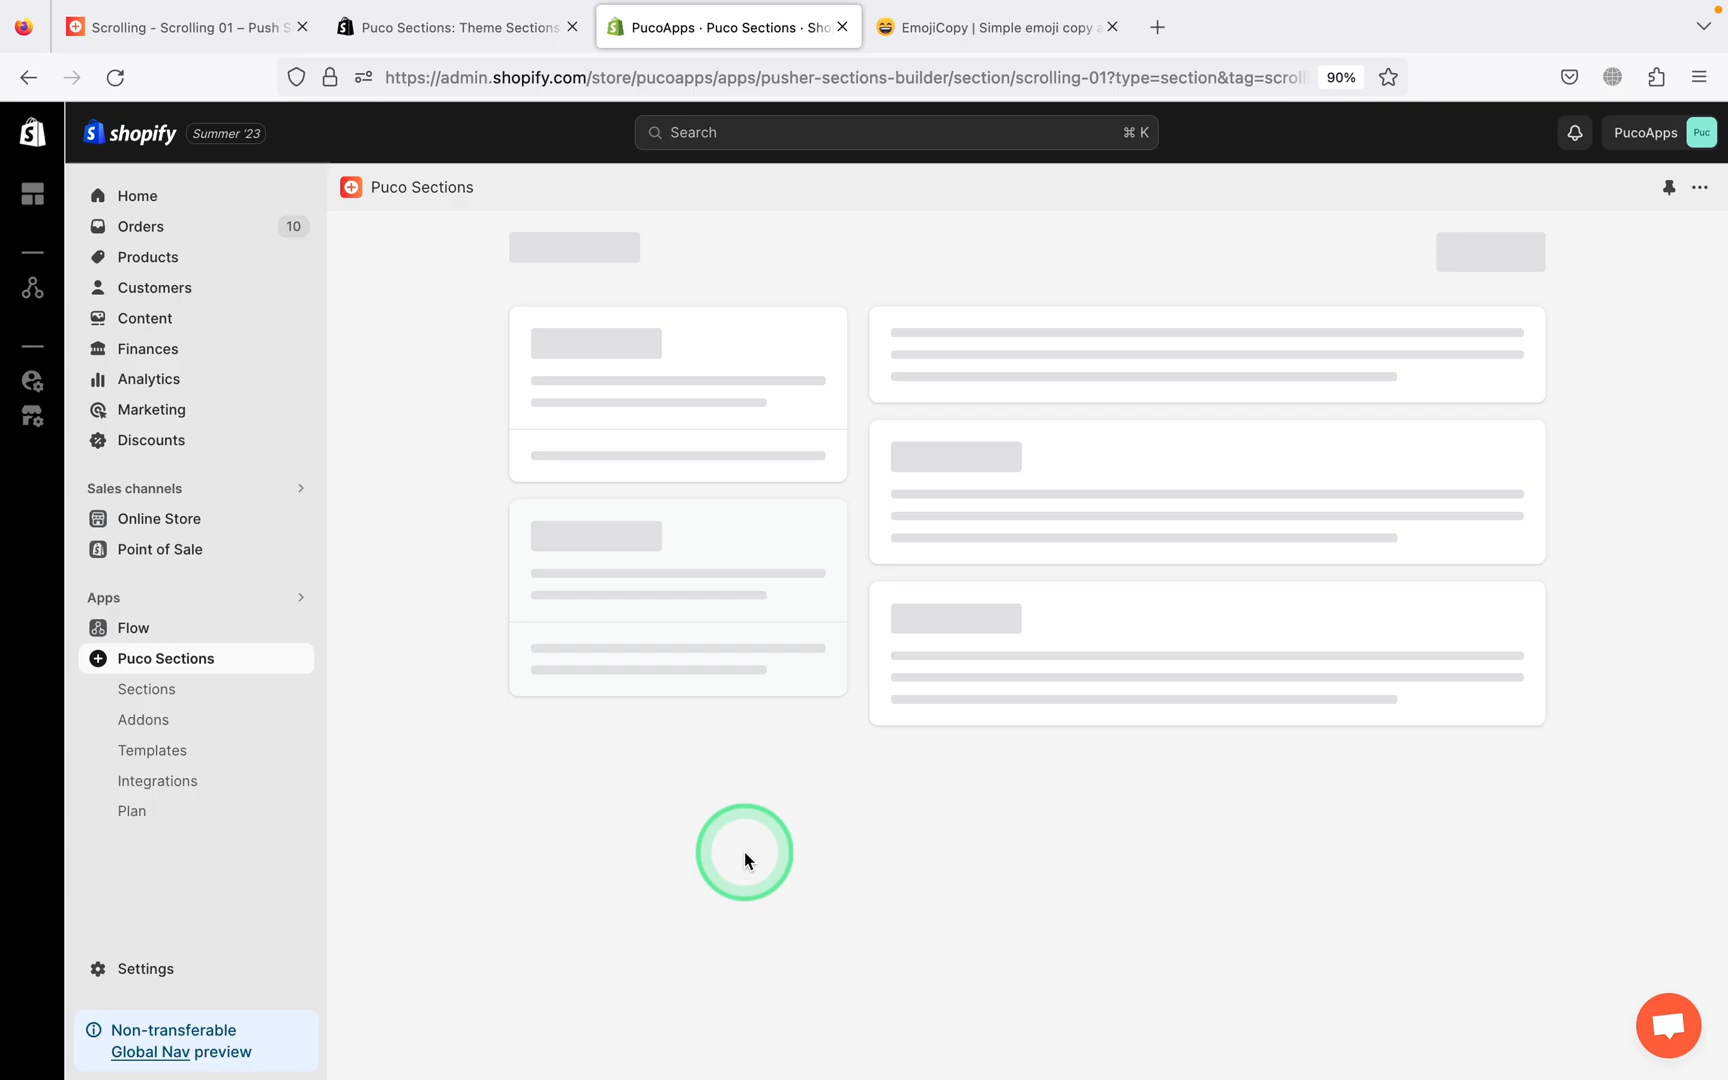 Scrolling - Scrolling 01 – Push S
Puco Sections: Theme Sections
PucoApps · Puco Sections · Sho
EmojiCopy | Simple emoji copy a
https://admin.shopify.com/store/pucoapps/apps/pusher-sections-builder/section/scrolling-01?type=section&tag=scroll
90%
shopify
Summer '23
Search
⌘ K
PucoApps
Puc
Home
Puco Sections
Orders
10
Products
Customers
Content
Finances
Analytics
Marketing
Discounts
Sales channels
Online Store
Point of Sale
Apps
Flow
Puco Sections
Sections
Addons
Templates
Integrations
Plan
Settings
Non-transferable
Global Nav preview